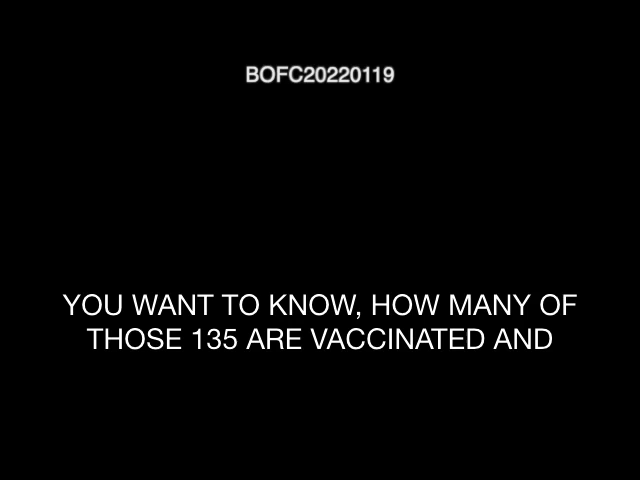 BOFC20220119
YOU WANT TO KNOW, HOW MANY OF
THOSE 135 ARE VACCINATED AND